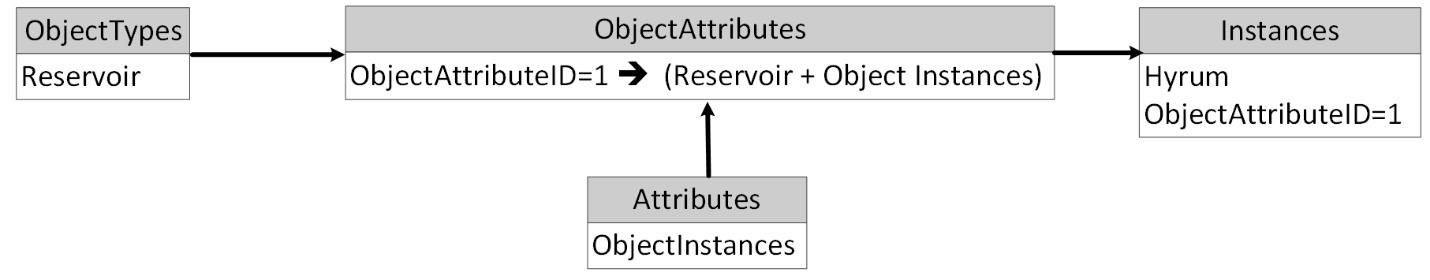 ObjectTypes
Reservoir
ObjectAttributes
ObjectAttributeID=1 ➔ (Reservoir + Object Instances)
Instances
Hyrum
ObjectAttributeID=1
Attributes
ObjectInstances